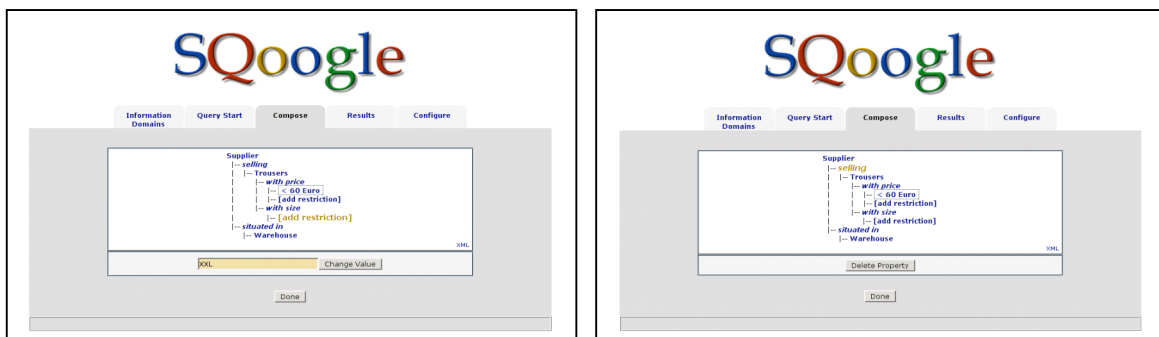 SQoogle
Information Domains
Query Start
Compose
Results
Configure
Supplier
|-- selling
| |-- Trousers
| |-- with price
| | |-- < 60 Euro
| | |-- [add restriction]
| |-- with size
| |-- [add restriction]
|-- situated in
|-- Warehouse
XML
XXL
Change Value
Done
SQoogle
Information Domains
Query Start
Compose
Results
Configure
Supplier
|-- selling
| |-- Trousers
| |-- with price
| | |-- < 60 Euro
| | |-- [add restriction]
| |-- with size
| |-- [add restriction]
|-- situated in
|-- Warehouse
XML
Delete Property
Done